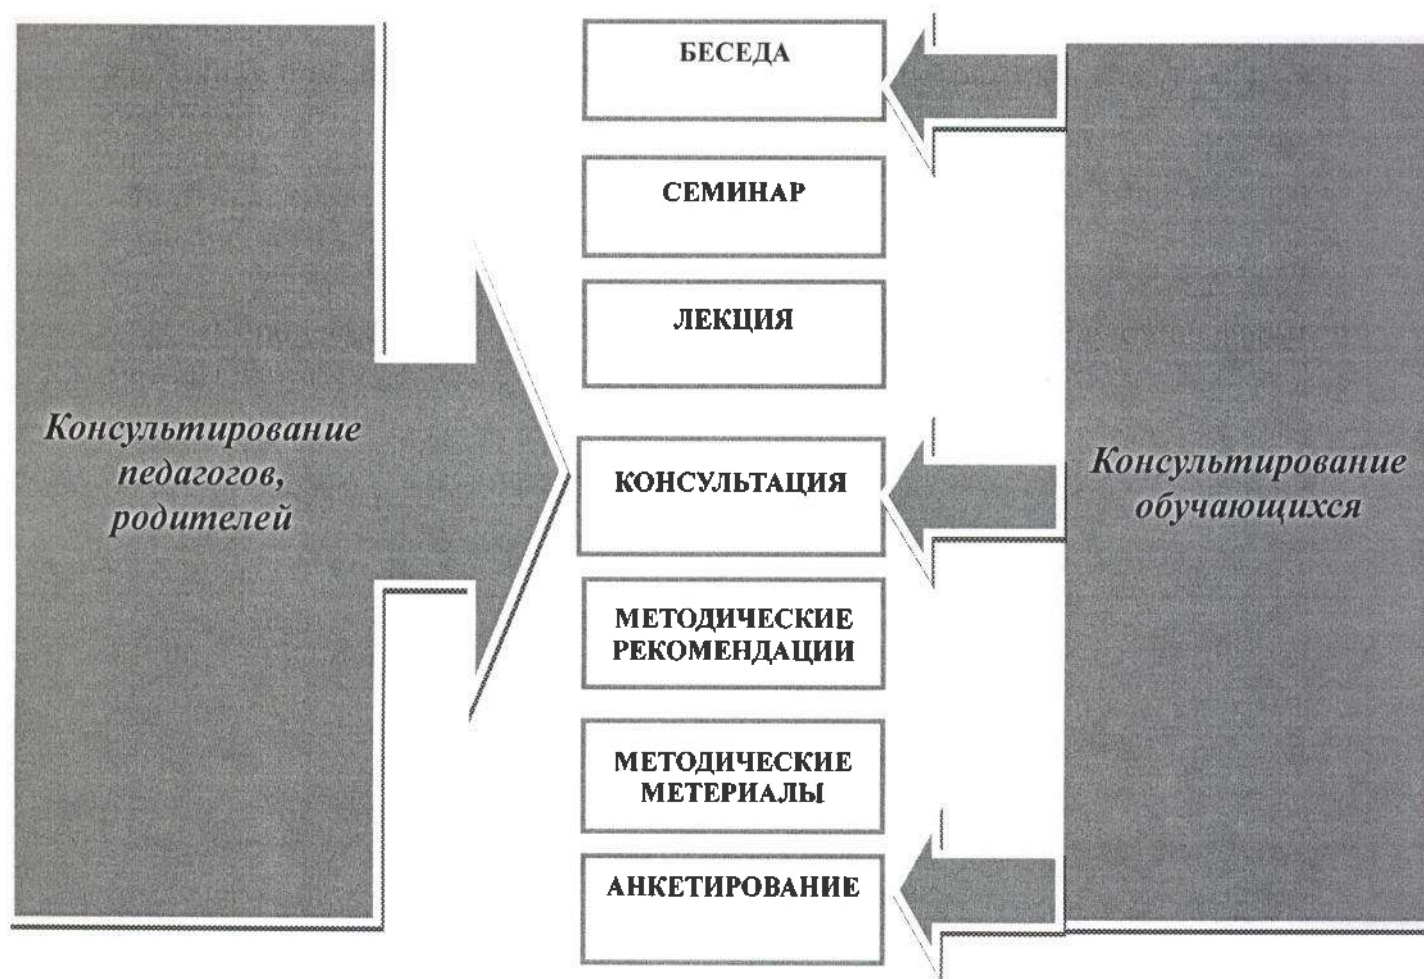 Консультирование
педагогов,
родителей
БЕСЕДА
СЕМИНАР
ЛЕКЦИЯ
КОНСУЛЬТАЦИЯ
МЕТОДИЧЕСКИЕ
РЕКОМЕНДАЦИИ
МЕТОДИЧЕСКИЕ
МЕТЕРИАЛЫ
АНКЕТИРОВАНИЕ
Консультирование
обучающихся